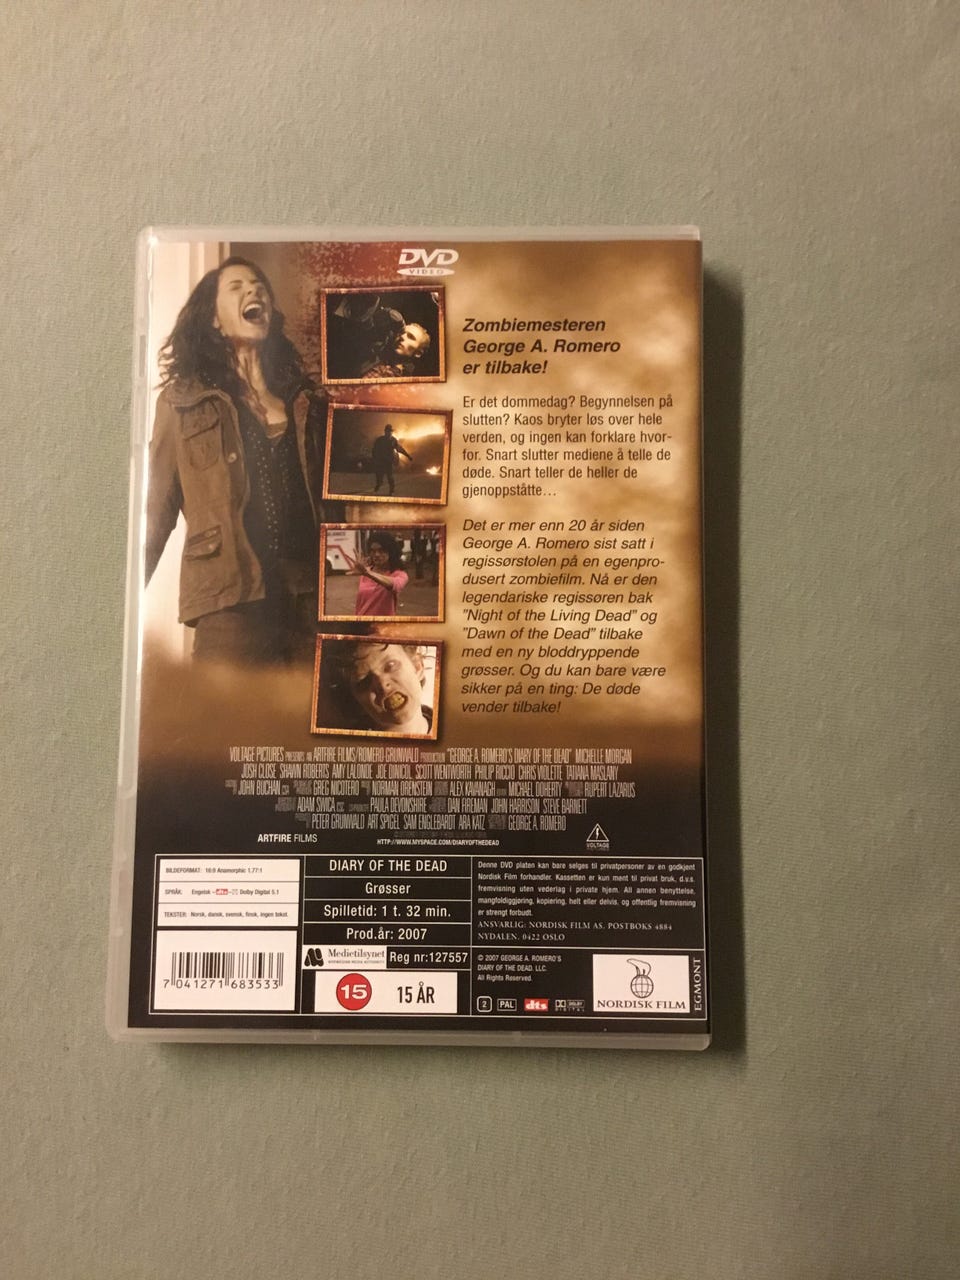 DVD
VIDEO
Zombiemesteren
George A. Romero
er tilbake!
Er det dommedag? Begynnelsen på
slutten? Kaos bryter løs over hele
verden, og ingen kan forklare hvor-
for. Snart slutter mediene å telle de
døde. Snart teller de heller de
gjenoppståtte…
Det er mer enn 20 år siden
George A. Romero sist satt i
regissørstolen på en egenpro-
dusert zombiefilm. Nå er den
legendariske regissøren bak
"Night of the Living Dead" og
"Dawn of the Dead" tilbake
med en ny bloddryppende
grøsser. Og du kan bare være
sikker på en ting: De døde
vender tilbake!
VOLTAGE PICTURES PRESENTS AN ARTFIRE FILMS/ROMERO GRUNWALD PRODUCTION "GEORGE A. ROMERO'S DIARY OF THE DEAD" MICHELLE MORGAN
JOSH CLOSE SHAWN ROBERTS AMY LALONDE JOE DINICOL SCOTT WENTWORTH PHILIP RICCIO CHRIS VIOLETTE TATIANA MASLANY
JOHN BUCHAN GREG NICOTERO NORMAN ORENSTEIN ALEX KAVANAGH MICHAEL DOHERTY RUPERT LAZARUS
ADAM SWICA PAULA DEVONSHIRE DAN FIREMAN JOHN HARRISON STEVE BARNETT
PETER GRUNWALD ART SPIGEL SAM ENGLEBARDT ARA KATZ GEORGE A. ROMERO
ARTFIRE FILMS
HTTP://WWW.MYSPACE.COM/DIARYOFTHEDEAD
VOLTAGE
BILDEFORMAT: 16:9 Anamorphic 1.77:1
SPRÅK: Engelsk dts Dolby Digital 5.1
TEKSTER: Norsk, dansk, svensk, finsk, ingen tekst.
7 041271 683533
DIARY OF THE DEAD
Grøsser
Spilletid: 1 t. 32 min.
Prod.år: 2007
Medietilsynet
NORWEGIAN MEDIA AUTHORITY
Reg nr:127557
15
15 ÅR
Denne DVD platen kan bare selges til privatpersoner av en godkjent
Nordisk Film forhandler. Kassetten er kun ment til privat bruk, d.v.s.
fremvisning uten vederlag i private hjem. All annen benyttelse,
mangfoldiggjøring, kopiering, helt eller delvis, og offentlig fremvisning
er strengt forbudt.
ANSVARLIG: NORDISK FILM AS. POSTBOKS 4884
NYDALEN. 0422 OSLO
© 2007 GEORGE A. ROMERO'S
DIARY OF THE DEAD, LLC.
All Rights Reserved.
2 PAL dts DOLBY
DIGITAL
NORDISK FILM
EGMONT